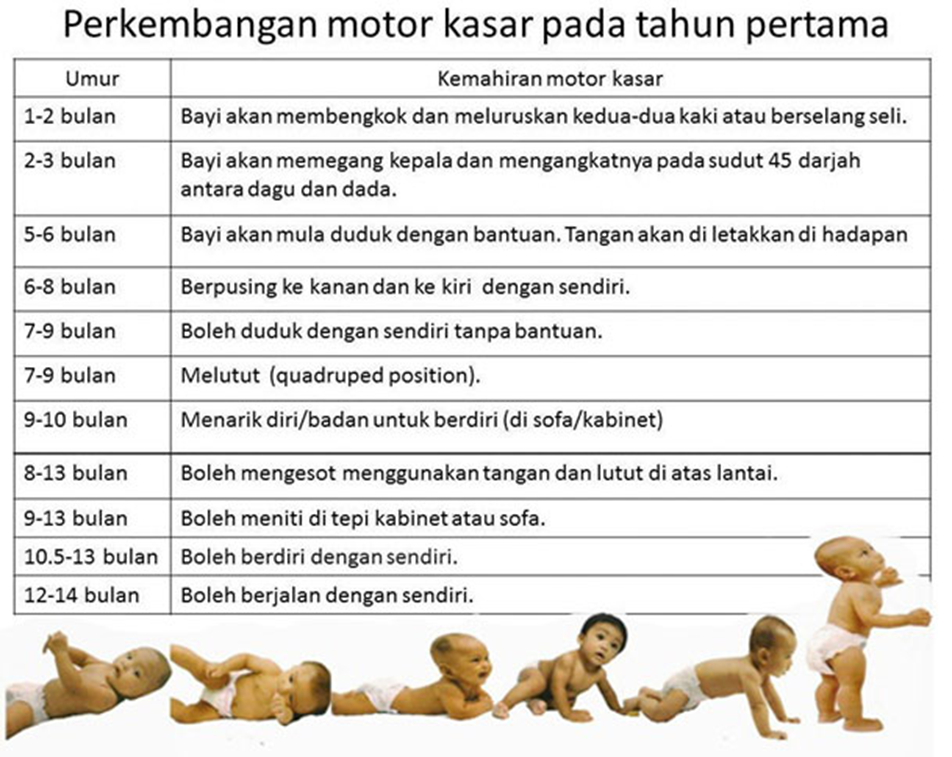 Perkembangan motor kasar pada tahun pertama
Umur Kemahiran motor kasar
1-2 bulan Bayi akan membengkok dan meluruskan kedua-dua kaki atau berselang seli.
2-3 bulan Bayi akan memegang kepala dan mengangkatnya pada sudut 45 darjah
antara dagu dan dada.
5-6 bulan Bayi akan mula duduk dengan bantuan. Tangan akan di letakkan di hadapan
6-8 bulan Berpusing ke kanan dan ke kiri dengan sendiri.
7-9 bulan Boleh duduk dengan sendiri tanpa bantuan.
7-9 bulan Melutut (quadruped position).
9-10 bulan Menarik diri/badan untuk berdiri (di sofa/kabinet)
8-13 bulan Boleh mengesot menggunakan tangan dan lutut di atas lantai.
9-13 bulan Boleh meniti di tepi kabinet atau sofa.
10.5-13 bulan Boleh berdiri dengan sendiri.
12-14 bulan Boleh berjalan dengan sendiri.